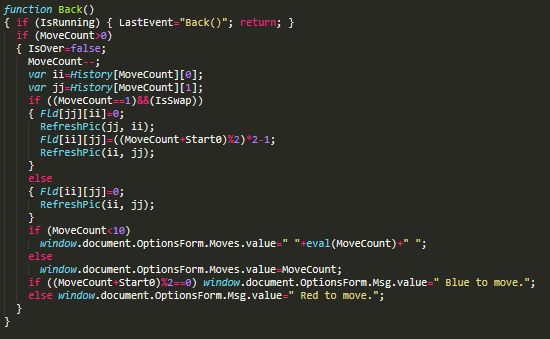 function Back()
{ if (IsRunning) { LastEvent="Back()"; return; }
  if (MoveCount>0)
  { IsOver=false;
    MoveCount--;
    var ii=History[MoveCount][0];
    var jj=History[MoveCount][1];
    if ((MoveCount==1)&&(IsSwap))
    { Fld[jj][ii]=0;
      RefreshPic(jj, ii);
      Fld[ii][jj]=((MoveCount+Start0)%2)*2-1;
      RefreshPic(ii, jj);
    }
    else
    { Fld[ii][jj]=0;
      RefreshPic(ii, jj);
    }
    if (MoveCount<10)
      window.document.OptionsForm.Moves.value=" "+eval(MoveCount)+" ";
    else
      window.document.OptionsForm.Moves.value=MoveCount;
    if ((MoveCount+Start0)%2==0) window.document.OptionsForm.Msg.value=" Blue to move.";
    else window.document.OptionsForm.Msg.value=" Red to move.";
  }
}